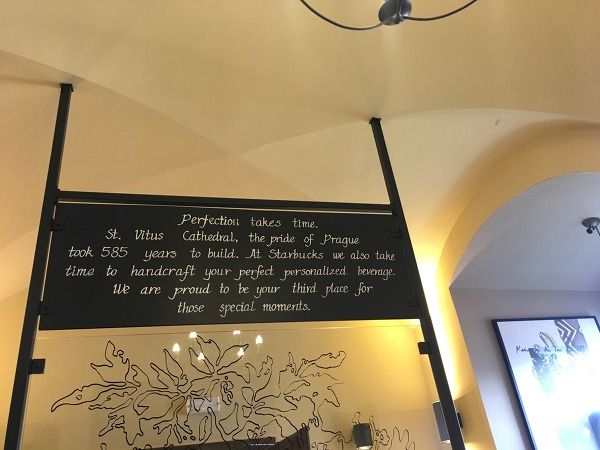 Perfection takes time.
St. Vitus Cathedral, the pride of Prague
took 585 years to build. At Starbucks we also take
time to handcraft your perfect personalized beverage.
We are proud to be your third place for
those special moments.